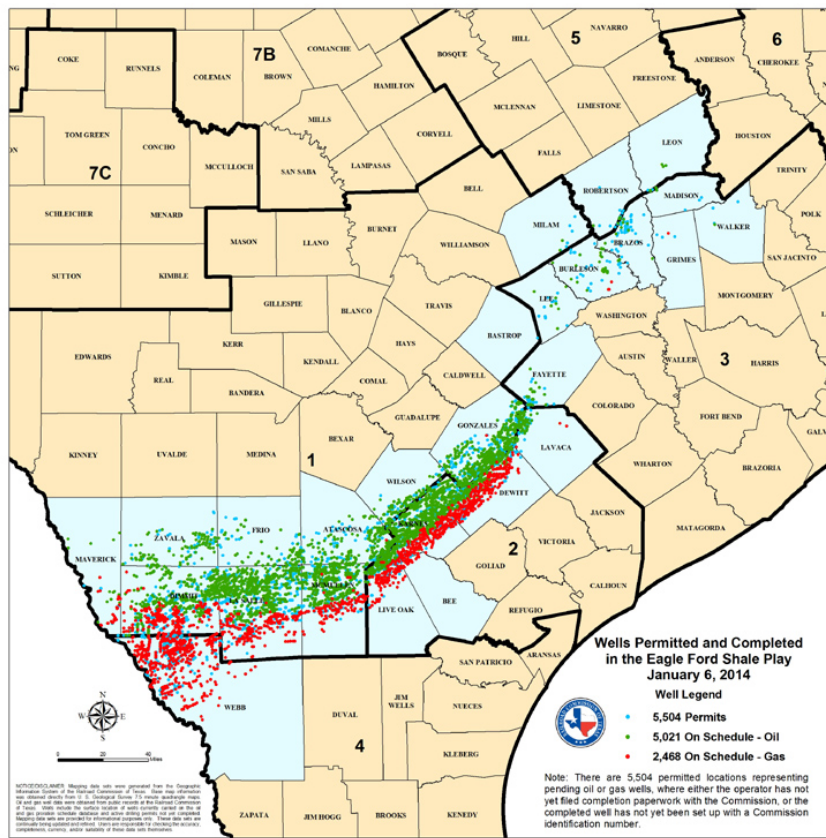 COKE
RUNNELS
7B
COLEMAN
BROWN
COMANCHE
BOSQUE
HILL
5
NAVARRO
6
ANDERSON
CHEROKEE
HAMILTON
FREESTONE
MILLS
MCLENNAN
LIMESTONE
TOM GREEN
CONCHO
CORYELL
LEON
HOUSTON
7C
MCCULLOCH
SAN SABA
LAMPASAS
FALLS
TRINITY
BELL
ROBERTSON
MADISON
SCHLEICHER
MENARD
POLK
MILAM
WALKER
MASON
LLANO
BURNET
WILLIAMSON
BRAZOS
SUTTON
KIMBLE
GRIMES
SAN JACINTO
BURLESON
GILLESPIE
BLANCO
TRAVIS
LEE
MONTGOMERY
WASHINGTON
EDWARDS
KERR
HAYS
BASTROP
AUSTIN
WALLER
3
HARRIS
REAL
KENDALL
COMAL
CALDWELL
FAYETTE
BANDERA
COLORADO
FORT BEND
GUADALUPE
GONZALES
BEXAR
KINNEY
UVALDE
MEDINA
1
LAVACA
WHARTON
BRAZORIA
WILSON
DEWITT
JACKSON
MATAGORDA
ZAVALA
FRIO
ATASCOSA
KARNES
MAVERICK
VICTORIA
2
GOLIAD
CALHOUN
DIMMIT
LA SALLE
MCMULLEN
LIVE OAK
BEE
REFUGIO
ARANSAS
SAN PATRICIO
WEBB
DUVAL
JIM
WELLS
NUECES
4
KLEBERG
ZAPATA
JIM HOGG
BROOKS
KENEDY
Wells Permitted and Completed
in the Eagle Ford Shale Play
January 6, 2014
Well Legend
5,504 Permits
5,021 On Schedule - Oil
2,468 On Schedule - Gas
Note: There are 5,504 permitted locations representing
pending oil or gas wells, where either the operator has not
yet filed completion paperwork with the Commission, or the
completed well has not yet been set up with a Commission
identification number.
N
W
E
S
0
20
40
Miles